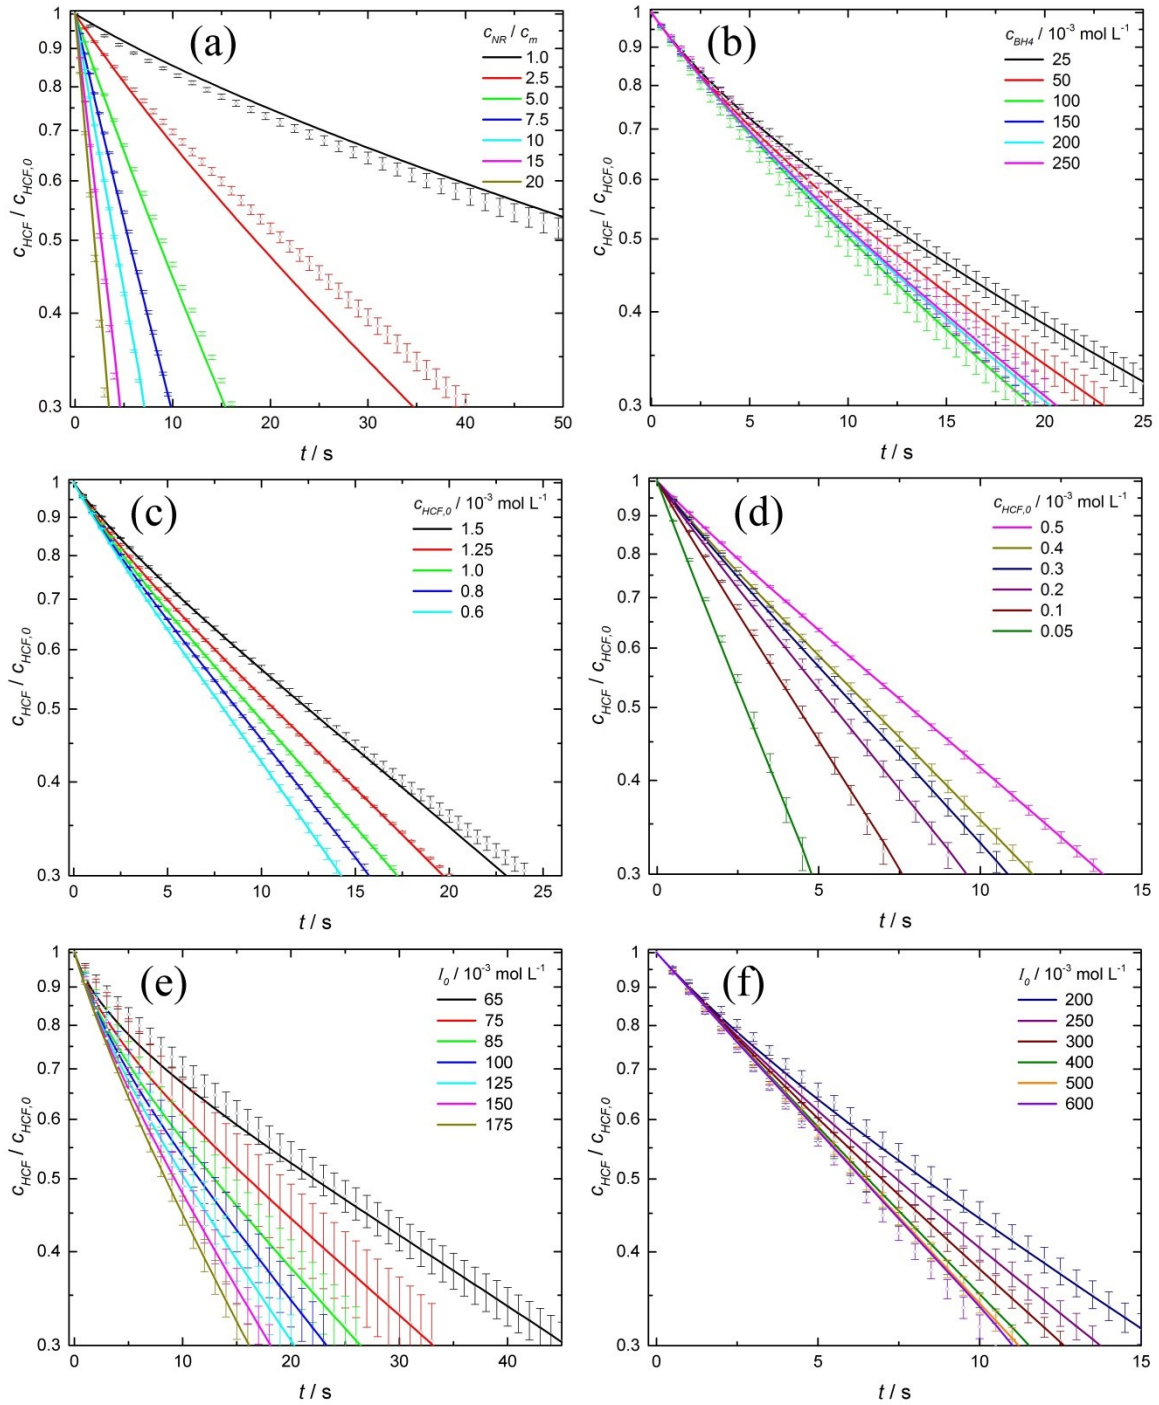 (a)
c_NR / c_m
1.0
2.5
5.0
7.5
10
15
20
1
0.9
0.8
0.7
0.6
0.5
0.4
0.3
c_HCF / c_HCF,0
0 10 20 30 40 50
t / s
(b)
c_BH4 / 10⁻³ mol L⁻¹
25
50
100
150
200
250
1
0.9
0.8
0.7
0.6
0.5
0.4
0.3
c_HCF / c_HCF,0
0 5 10 15 20 25
t / s
(c)
c_HCF,0 / 10⁻³ mol L⁻¹
1.5
1.25
1.0
0.8
0.6
1
0.9
0.8
0.7
0.6
0.5
0.4
0.3
c_HCF / c_HCF,0
0 5 10 15 20 25
t / s
(d)
c_HCF,0 / 10⁻³ mol L⁻¹
0.5
0.4
0.3
0.2
0.1
0.05
1
0.9
0.8
0.7
0.6
0.5
0.4
0.3
c_HCF / c_HCF,0
0 5 10 15
t / s
(e)
I_0 / 10⁻³ mol L⁻¹
65
75
85
100
125
150
175
1
0.9
0.8
0.7
0.6
0.5
0.4
0.3
c_HCF / c_HCF,0
0 10 20 30 40
t / s
(f)
I_0 / 10⁻³ mol L⁻¹
200
250
300
400
500
600
1
0.9
0.8
0.7
0.6
0.5
0.4
0.3
c_HCF / c_HCF,0
0 5 10 15
t / s